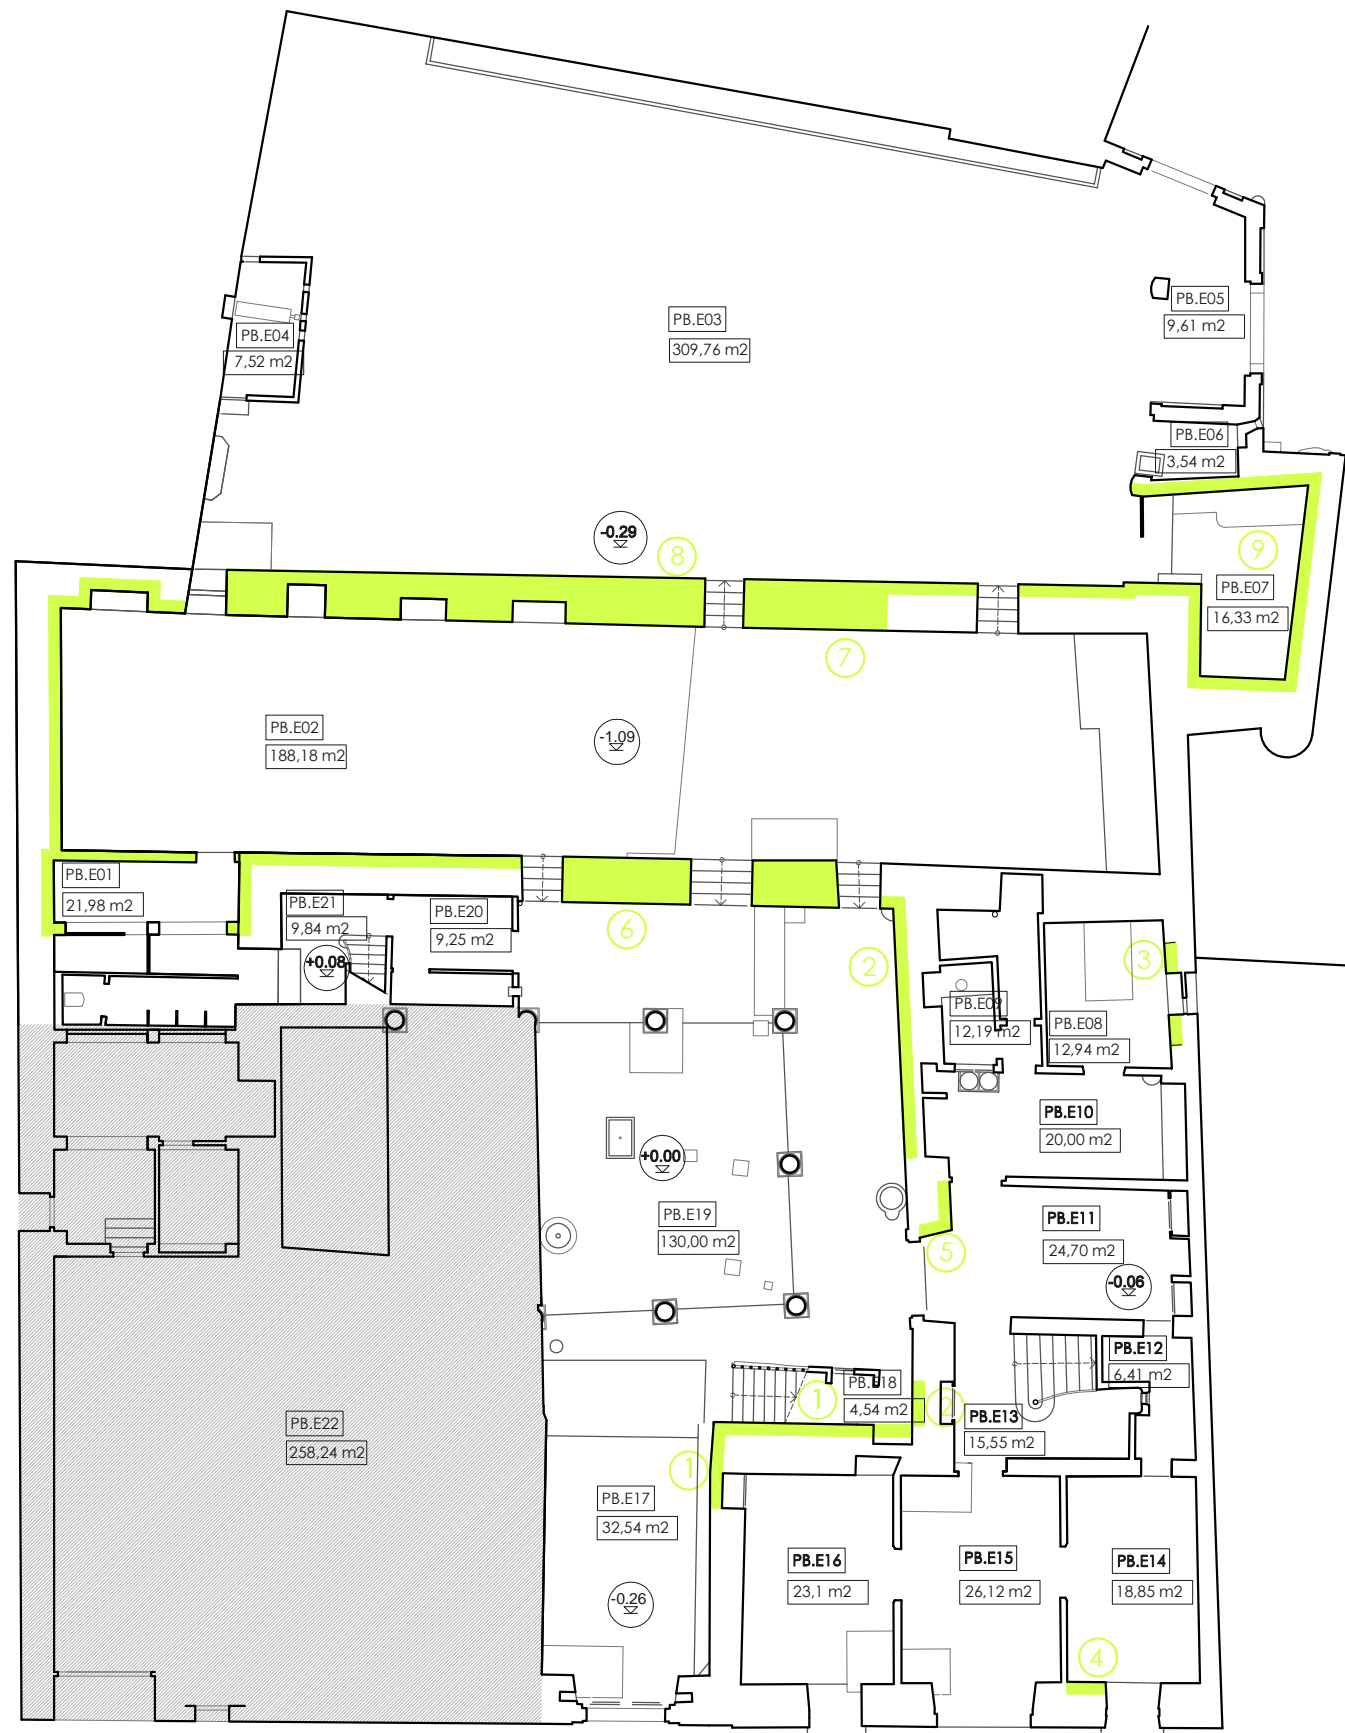 PB.E03
309,76 m2
PB.E05
9,61 m2
PB.E04
7,52 m2
PB.E06
3,54 m2
-0.29
8
9
PB.E07
16,33 m2
7
PB.E02
188,18 m2
-1.09
PB.E01
21,98 m2
PB.E21
9,84 m2
PB.E20
9,25 m2
6
2
3
+0.08
PB.E09
12,19 m2
PB.E08
12,94 m2
PB.E10
20,00 m2
+0.00
PB.E19
130,00 m2
PB.E11
24,70 m2
5
-0.06
PB.E12
6,41 m2
PB.E18
4,54 m2
1
2
PB.E13
15,55 m2
PB.E22
258,24 m2
1
PB.E17
32,54 m2
PB.E16
23,1 m2
PB.E15
26,12 m2
PB.E14
18,85 m2
-0.26
4